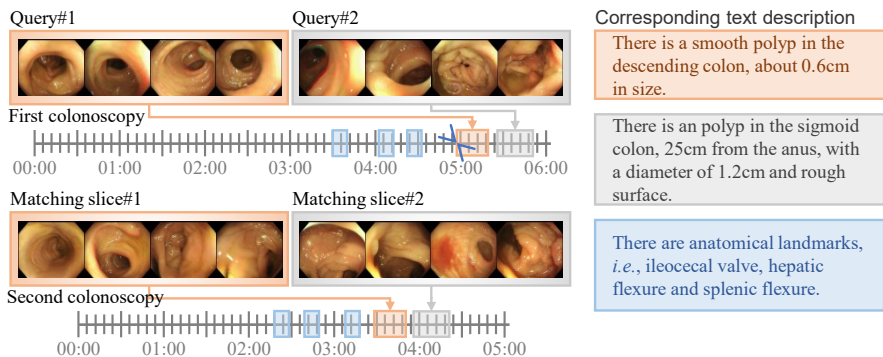 Query#1
Query#2
Corresponding text description
There is a smooth polyp in the
descending colon, about 0.6cm
in size.
First colonoscopy
00:00 01:00 02:00 03:00 04:00 05:00 06:00
There is an polyp in the sigmoid
colon, 25cm from the anus, with
a diameter of 1.2cm and rough
surface.
Matching slice#1
Matching slice#2
There are anatomical landmarks,
i.e., ileocecal valve, hepatic
flexure and splenic flexure.
Second colonoscopy
00:00 01:00 02:00 03:00 04:00 05:00